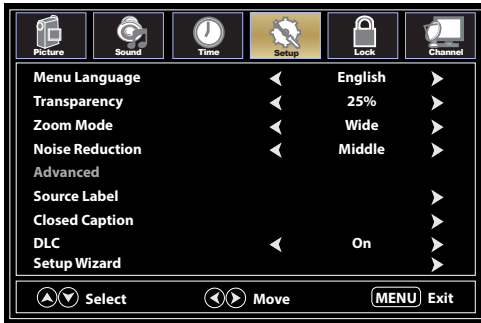 Picture Sound Time Setup Lock Channel
Menu Language English
Transparency 25%
Zoom Mode Wide
Noise Reduction Middle
Advanced
Source Label
Closed Caption
DLC On
Setup Wizard
Select Move MENU Exit